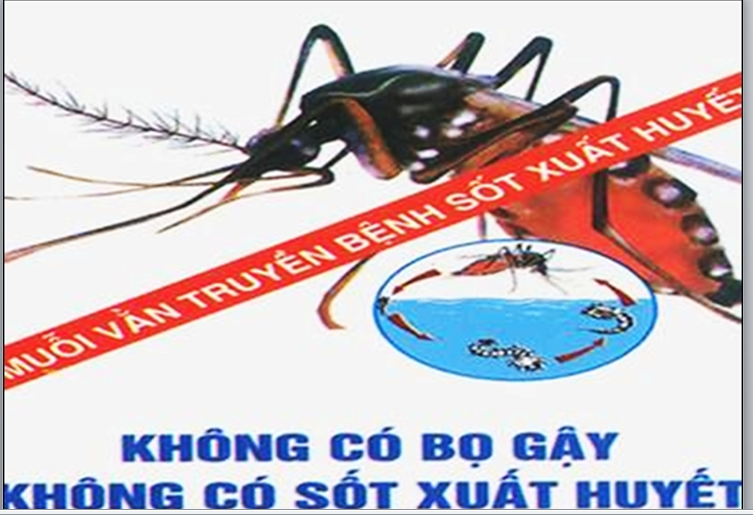 MUỖI VẰN TRUYỀN BỆNH SỐT XUẤT HUYẾT
KHÔNG CÓ BỌ GẬY
KHÔNG CÓ SỐT XUẤT HUYẾT